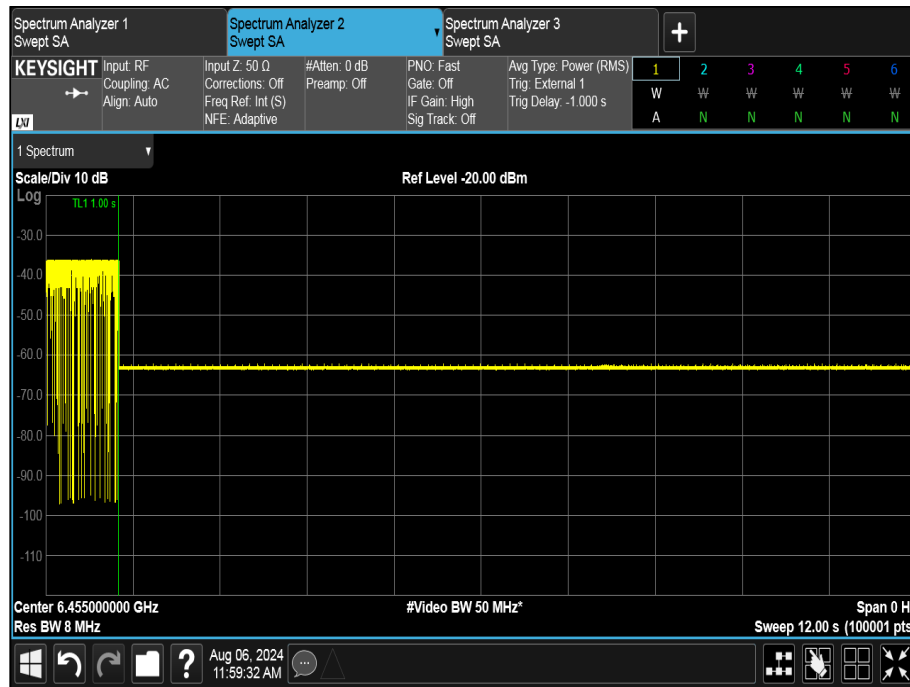 Spectrum Analyzer 1
Swept SA
Spectrum Analyzer 2
Swept SA
Spectrum Analyzer 3
Swept SA
KEYSIGHT
LXI
Input: RF
Coupling: AC
Align: Auto
Input Z: 50 Ω
Corrections: Off
Freq Ref: Int (S)
NFE: Adaptive
#Atten: 0 dB
Preamp: Off
PNO: Fast
Gate: Off
IF Gain: High
Sig Track: Off
Avg Type: Power (RMS)
Trig: External 1
Trig Delay: -1.000 s
1 2 3 4 5 6
W W W W W W
A N N N N N
1 Spectrum
Scale/Div 10 dB
Ref Level -20.00 dBm
Log
TL1 1.00 s
-30.0
-40.0
-50.0
-60.0
-70.0
-80.0
-90.0
-100
-110
Center 6.455000000 GHz
#Video BW 50 MHz*
Span 0 H
Res BW 8 MHz
Sweep 12.00 s (100001 pts
? Aug 06, 2024
11:59:32 AM